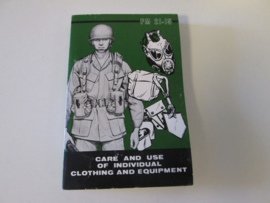 FM 21-15
CARE AND USE
OF INDIVIDUAL
CLOTHING AND EQUIPMENT